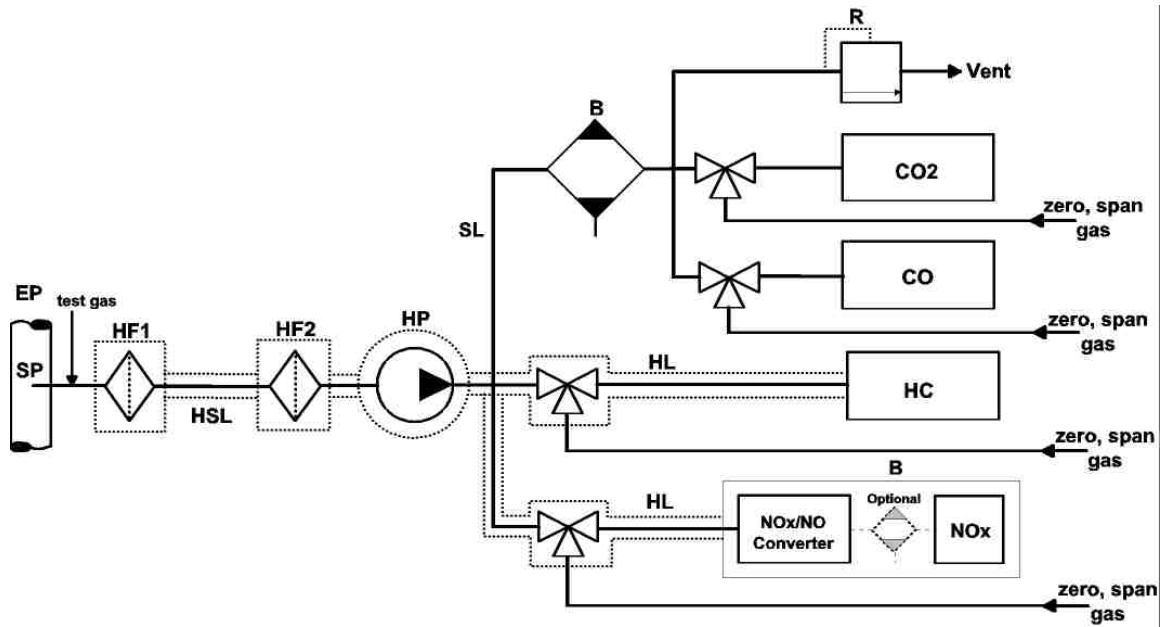 R
Vent
B
CO2
zero, span
gas
SL
CO
EP
test gas
HF1
HF2
HP
zero, span
gas
SP
HL
HC
HSL
zero, span
gas
B
HL
Optional
NOx/NO
Converter
NOx
zero, span
gas